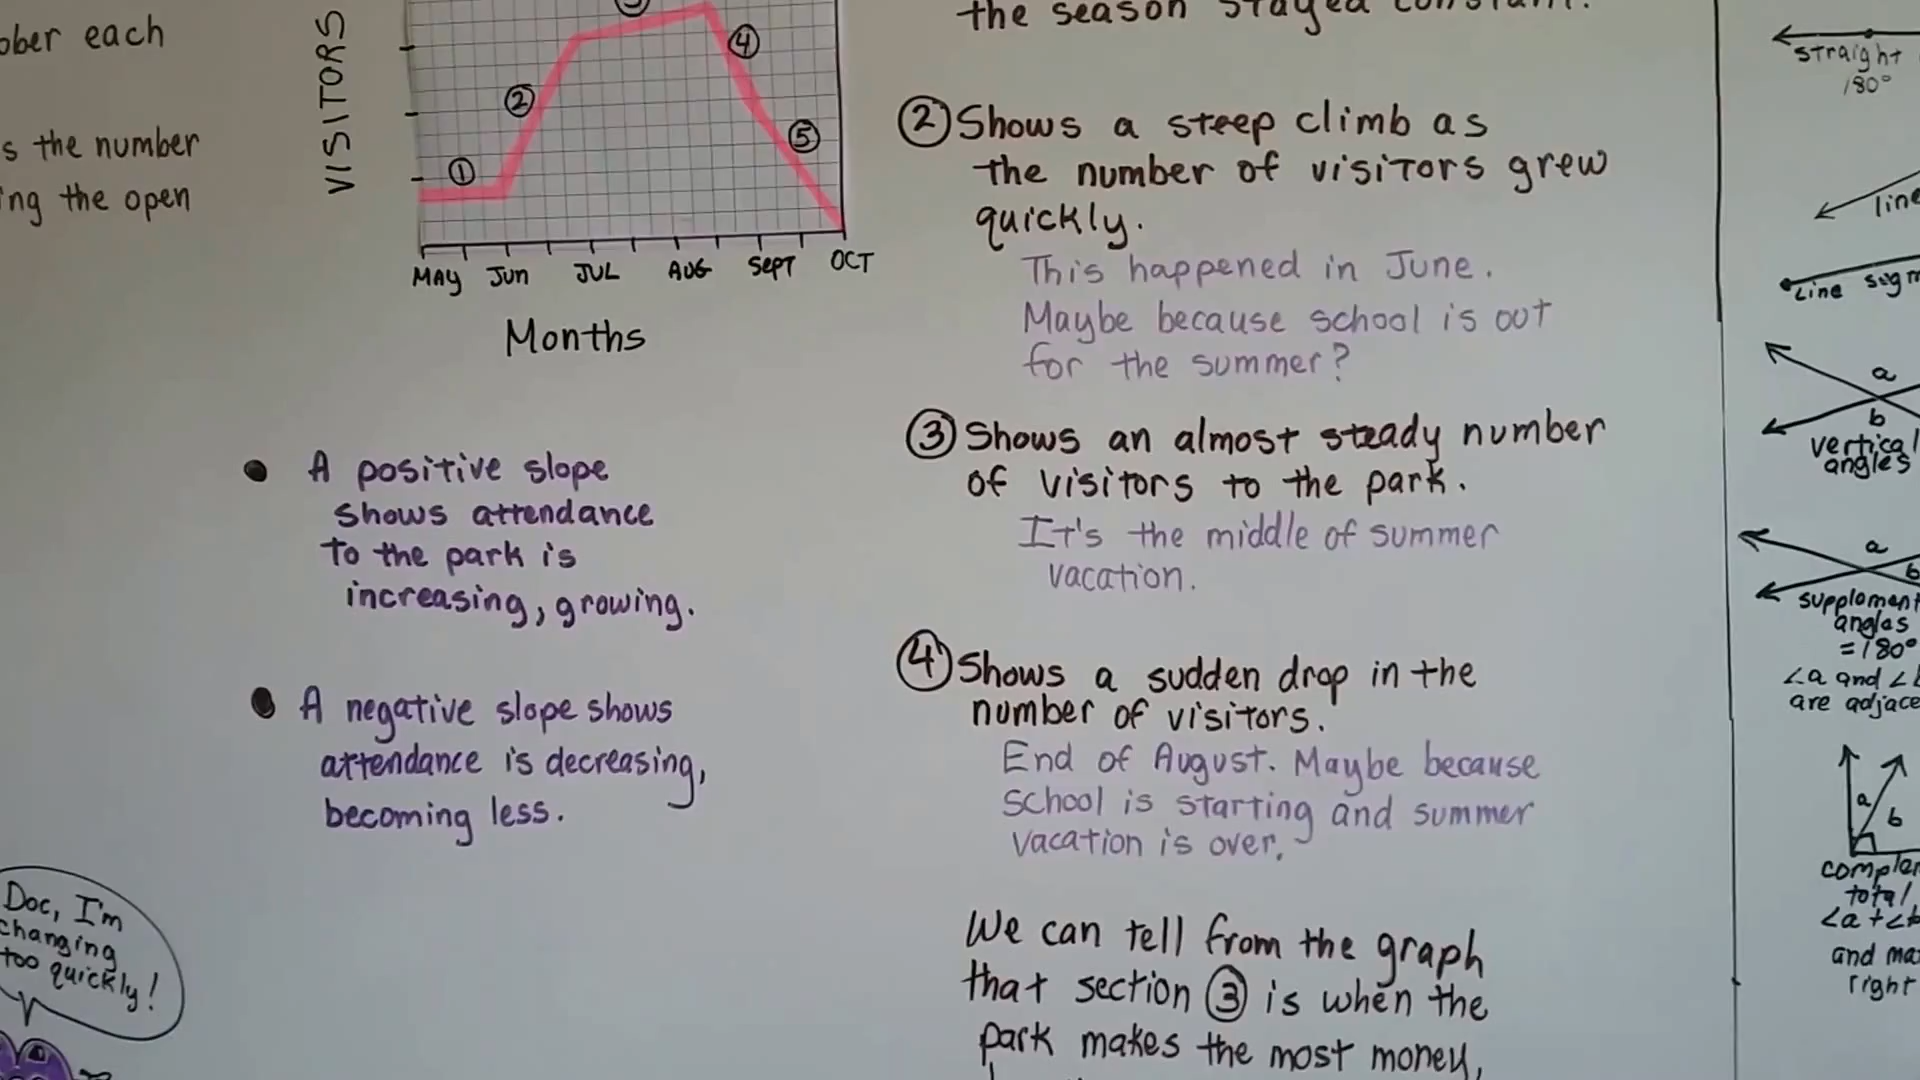 each
s the number
ing the open
VISITORS
①
②
④
⑤
MAY JUN JUL AUG SEPT OCT
Months
● A positive slope
shows attendance
to the park is
increasing, growing.
● A negative slope shows
attendance is decreasing,
becoming less.
Doc, I'm
changing
too quickly!
the season stayed constant.
② Shows a steep climb as
the number of visitors grew
quickly.
This happened in June.
Maybe because school is out
for the summer?
③ Shows an almost steady number
of visitors to the park.
It's the middle of summer
vacation.
④ Shows a sudden drop in the
number of visitors.
End of August. Maybe because
school is starting and summer
vacation is over.
We can tell from the graph
that section ③ is when the
park makes the most money,
straight
180°
line
Line segm
a
b
vertical
angles
a
b
supplement
angles
=180°
∠a and ∠b
are adjace
a
b
complem
total
∠a+∠b
and ma
right